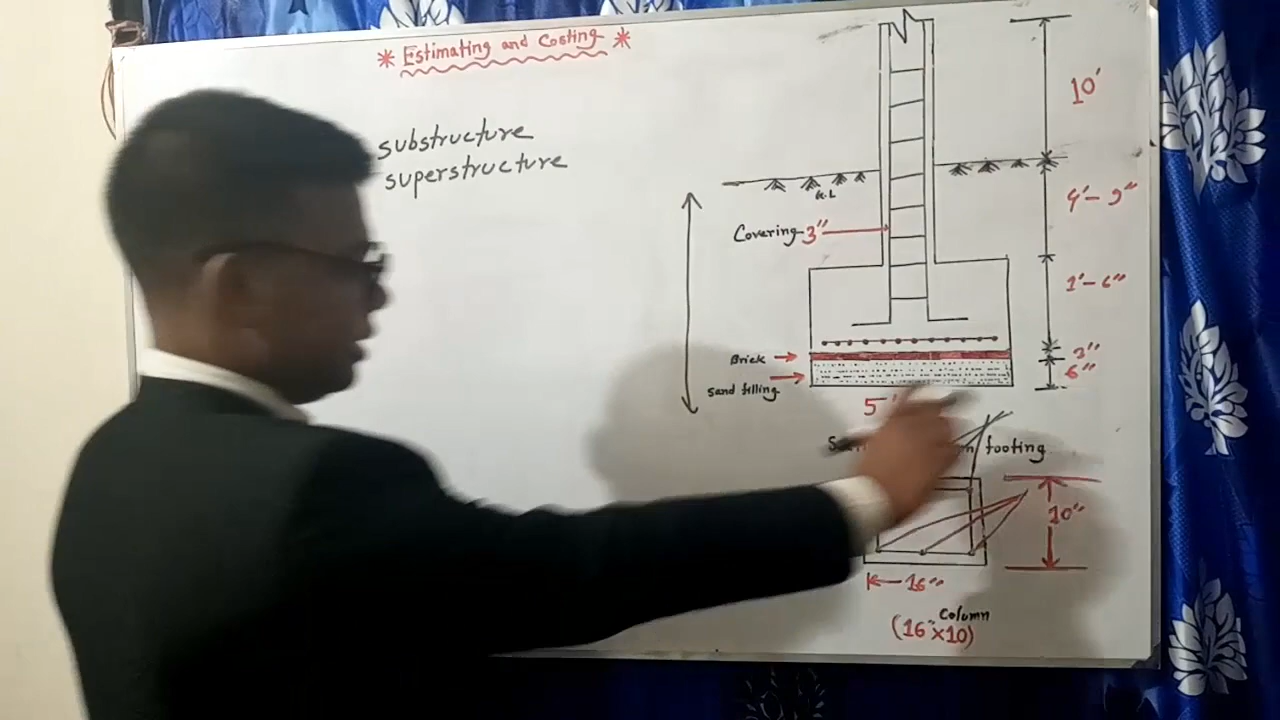 * Estimating and Costing *
substructure
superstructure
10'
G.L
4'- 9"
Covering-3"
1'- 6"
Brick
3"
Sand filling
6"
5'
footing
10"
16"
Column
(16"×10)